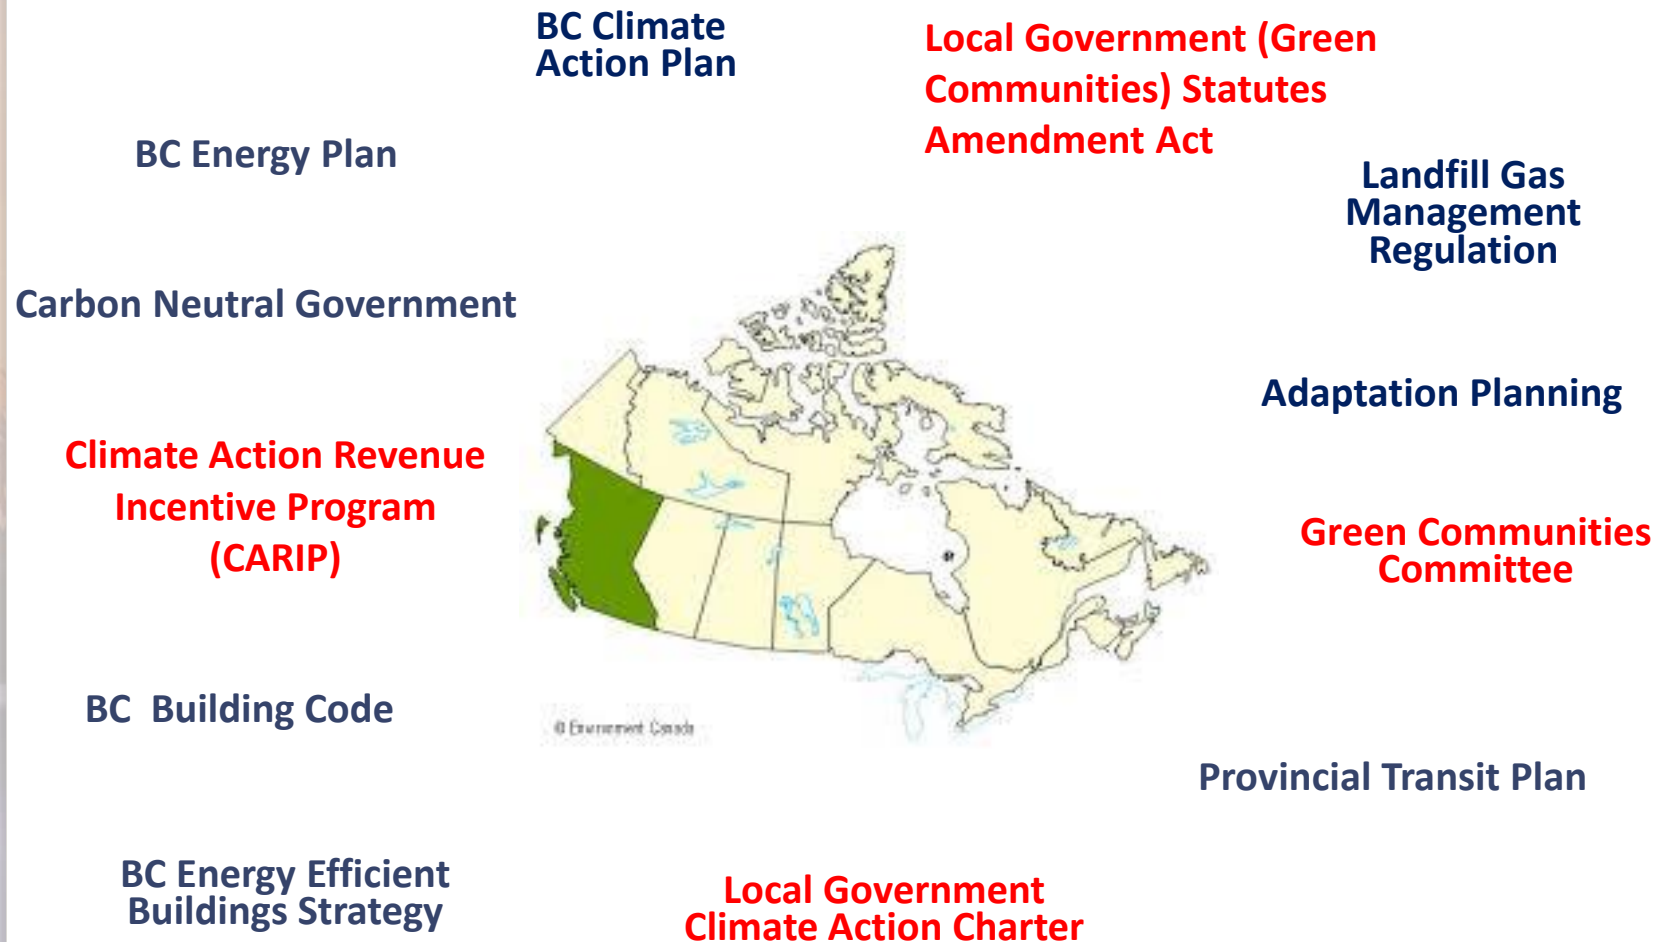 BC Climate
Action Plan
Local Government (Green
Communities) Statutes
Amendment Act
BC Energy Plan
Landfill Gas
Management
Regulation
Carbon Neutral Government
Adaptation Planning
Climate Action Revenue
Incentive Program
(CARIP)
Green Communities
Committee
BC  Building Code
© Environment Canada
Provincial Transit Plan
BC Energy Efficient
Buildings Strategy
Local Government
Climate Action Charter